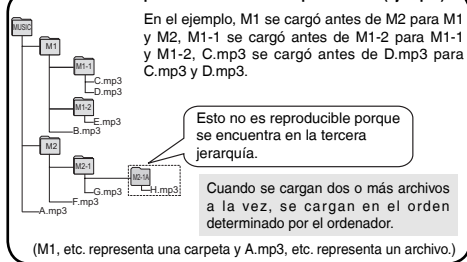 En el ejemplo, M1 se cargó antes de M2 para M1
y M2, M1-1 se cargó antes de M1-2 para M1-1
y M1-2, C.mp3 se cargó antes de D.mp3 para
C.mp3 y D.mp3.
MUSIC
M1
M1-1
C.mp3
D.mp3
M1-2
E.mp3
B.mp3
M2
M2-1
M2-1A
G.mp3
H.mp3
F.mp3
A.mp3
Esto no es reproducible porque
se encuentra en la tercera
jerarquía.
Cuando se cargan dos o más archivos
a la vez, se cargan en el orden
determinado por el ordenador.
(M1, etc. representa una carpeta y A.mp3, etc. representa un archivo.)